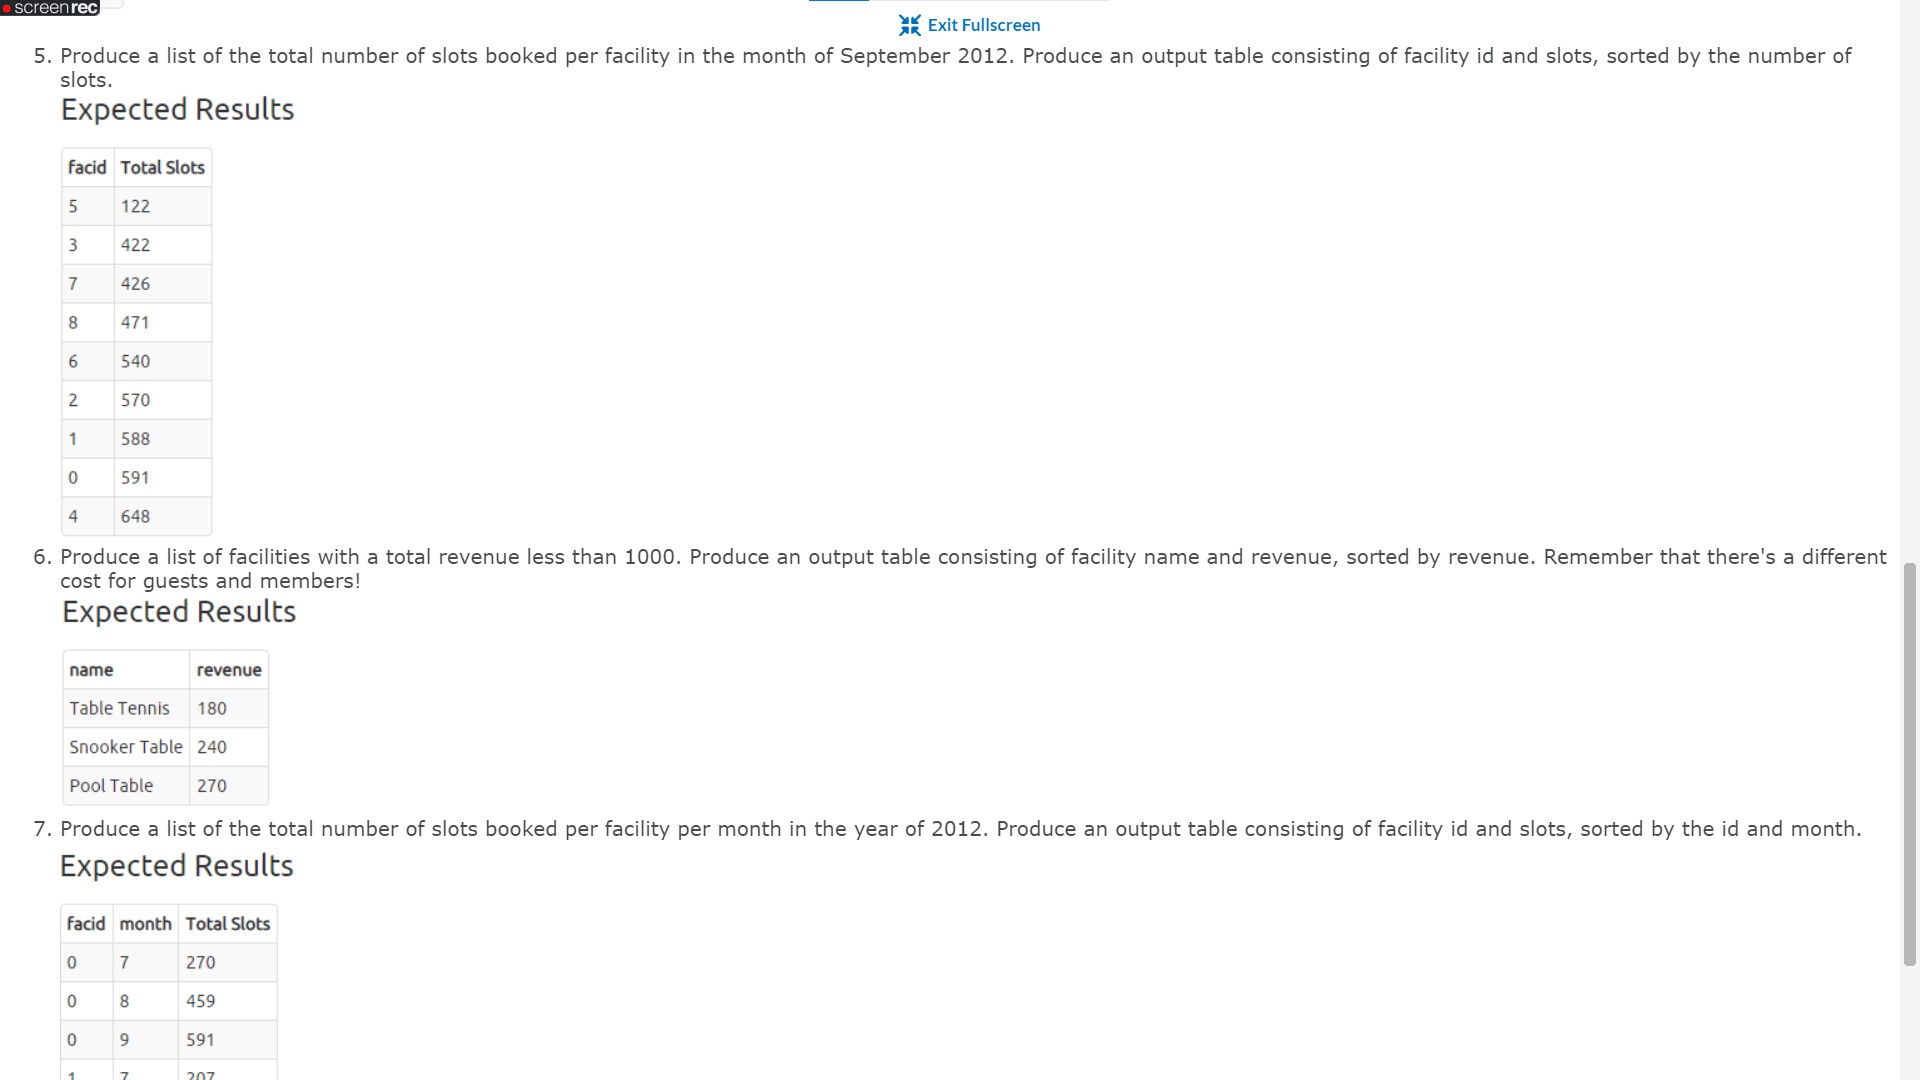 screenrec
Exit Fullscreen
5. Produce a list of the total number of slots booked per facility in the month of September 2012. Produce an output table consisting of facility id and slots, sorted by the number of
slots.
Expected Results
facid Total Slots
5 122
3 422
7 426
8 471
6 540
2 570
1 588
0 591
4 648
6. Produce a list of facilities with a total revenue less than 1000. Produce an output table consisting of facility name and revenue, sorted by revenue. Remember that there's a different
cost for guests and members!
Expected Results
name revenue
Table Tennis 180
Snooker Table 240
Pool Table 270
7. Produce a list of the total number of slots booked per facility per month in the year of 2012. Produce an output table consisting of facility id and slots, sorted by the id and month.
Expected Results
facid month Total Slots
0 7 270
0 8 459
0 9 591
1 7 207